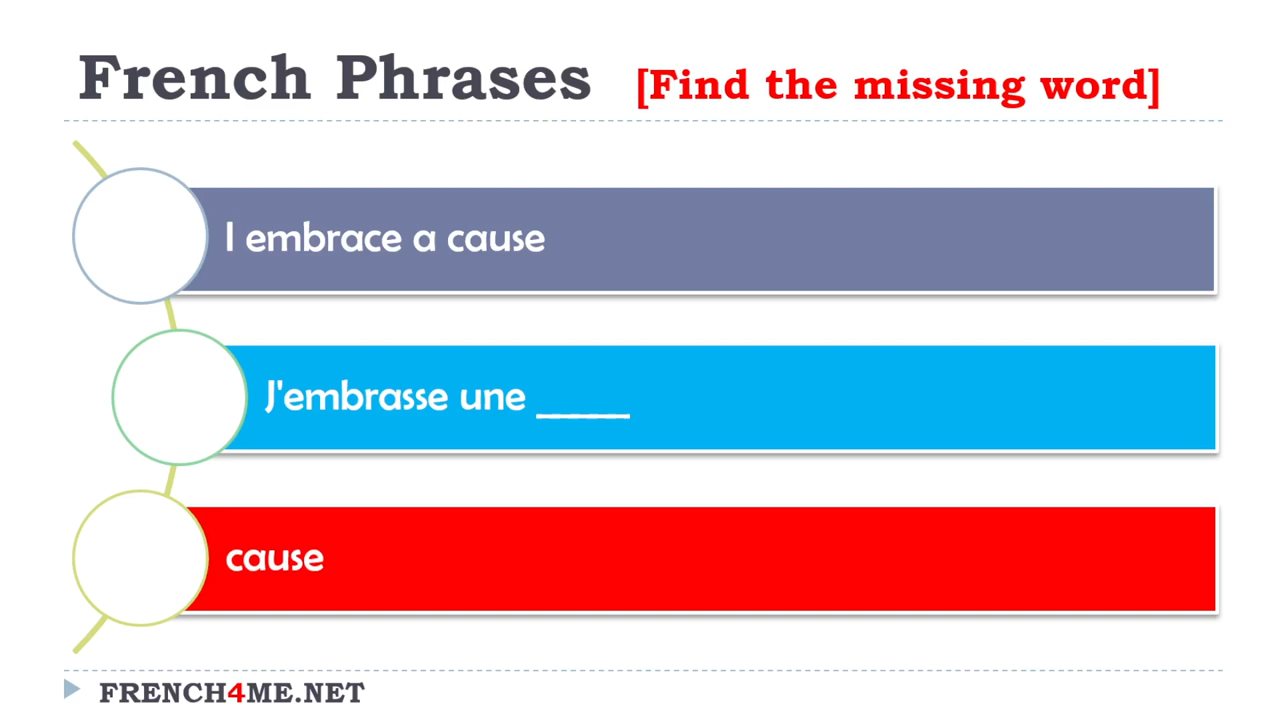 French Phrases [Find the missing word]
I embrace a cause
J'embrasse une _____
cause
FRENCH4ME.NET